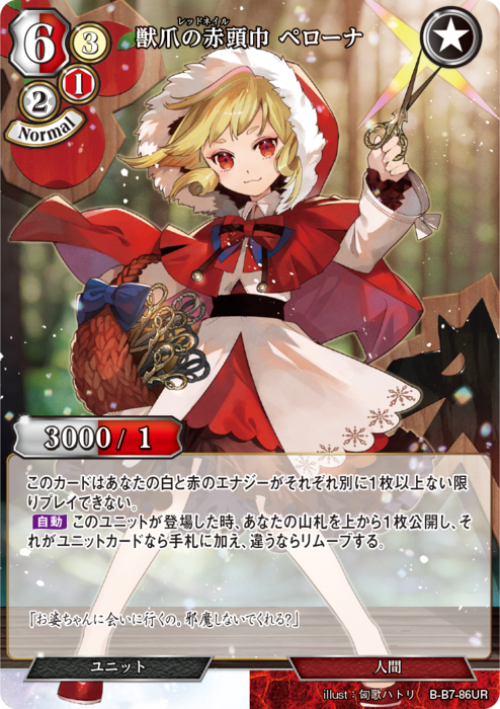 レッドネイル
獣爪の赤頭巾 ペローナ
6
3
1
2
Normal
3000 / 1
このカードはあなたの白と赤のエナジーがそれぞれ別に1枚以上ない限
りプレイできない。
自動 このユニットが登場した時、あなたの山札を上から1枚公開し、そ
れがユニットカードなら手札に加え、違うならリムーブする。
「お婆ちゃんに会いに行くの。邪魔しないでくれる?」
ユニット
人間
illust：匈歌ハトリ B-B7-86UR